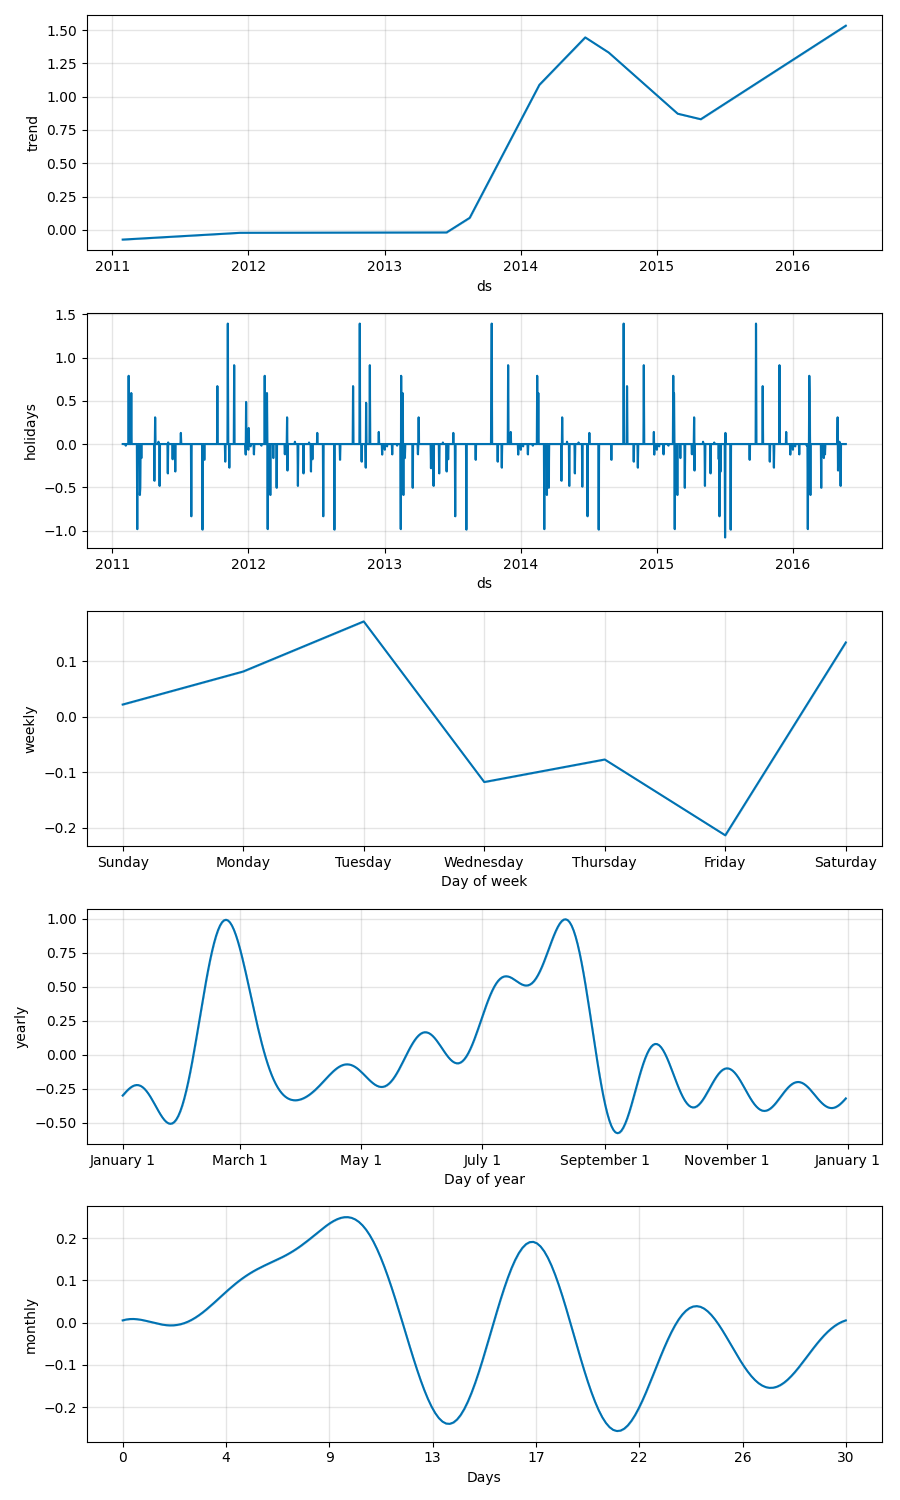 1.50
1.25
1.00
0.75
0.50
0.25
0.00
trend
2011 2012 2013 2014 2015 2016
ds
1.5
1.0
0.5
0.0
−0.5
−1.0
holidays
2011 2012 2013 2014 2015 2016
ds
0.1
0.0
−0.1
−0.2
weekly
Sunday Monday Tuesday Wednesday Thursday Friday Saturday
Day of week
1.00
0.75
0.50
0.25
0.00
−0.25
−0.50
yearly
January 1 March 1 May 1 July 1 September 1 November 1 January 1
Day of year
0.2
0.1
0.0
−0.1
−0.2
monthly
0 4 9 13 17 22 26 30
Days